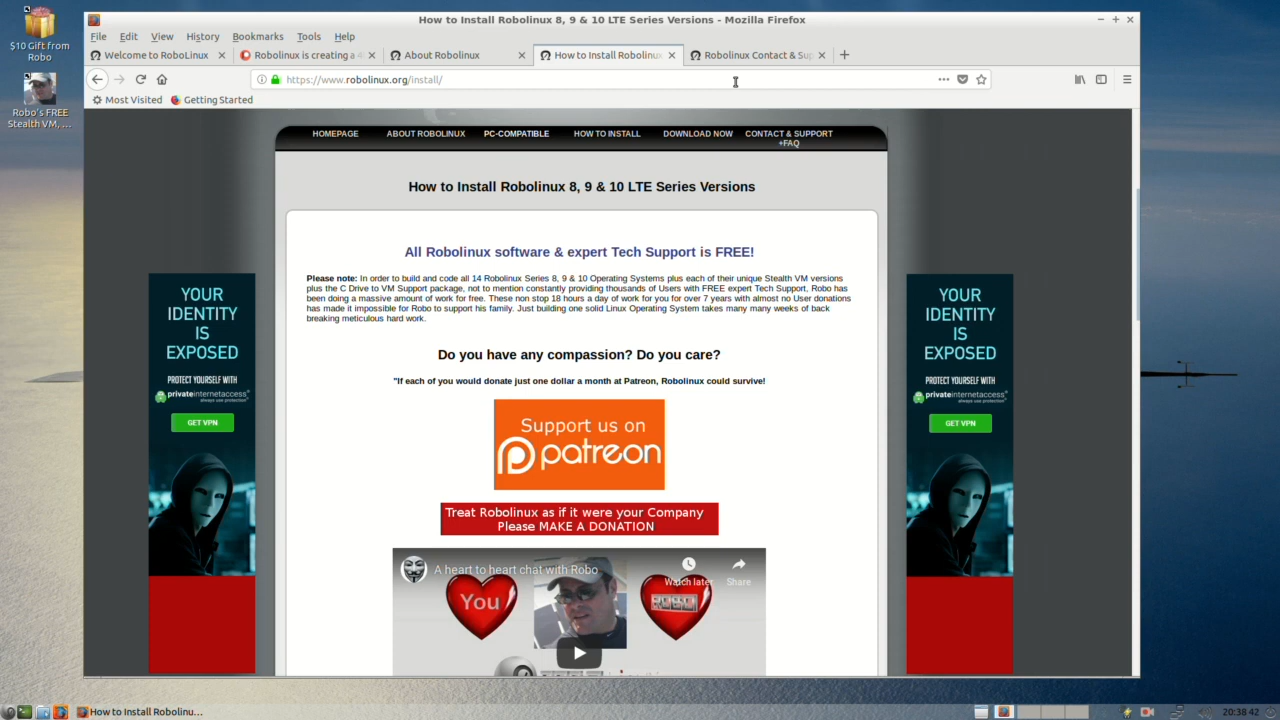 How to Install Robolinux 8, 9 & 10 LTE Series Versions - Mozilla Firefox
File Edit View History Bookmarks Tools Help
Welcome to RoboLinux
Robolinux is creating a
About Robolinux
How to Install Robolinux
Robolinux Contact & Sup
https://www.robolinux.org/install/
Most Visited
Getting Started
$10 Gift from
Robo
Robo's FREE
Stealth VM, ...
HOMEPAGE
ABOUT ROBOLINUX
PC-COMPATIBLE
HOW TO INSTALL
DOWNLOAD NOW
CONTACT & SUPPORT
+FAQ
How to Install Robolinux 8, 9 & 10 LTE Series Versions
All Robolinux software & expert Tech Support is FREE!
Please note: In order to build and code all 14 Robolinux Series 8, 9 & 10 Operating Systems plus each of their unique Stealth VM versions
plus the C Drive to VM Support package, not to mention constantly providing thousands of Users with FREE expert Tech Support, Robo has
been doing a massive amount of work for free. These non stop 18 hours a day of work for you for over 7 years with almost no User donations
has made it impossible for Robo to support his family. Just building one solid Linux Operating System takes many many weeks of back
breaking meticulous hard work.
Do you have any compassion? Do you care?
"If each of you would donate just one dollar a month at Patreon, Robolinux could survive!
Support us on
patreon
Treat Robolinux as if it were your Company
Please MAKE A DONATION
A heart to heart chat with Robo
Watch later
Share
You
ROBO
YOUR
IDENTITY
IS
EXPOSED
PROTECT YOURSELF WITH
privateinternetaccess
always use protection
GET VPN
YOUR
IDENTITY
IS
EXPOSED
PROTECT YOURSELF WITH
privateinternetaccess
always use protection
GET VPN
How to Install Robolinu...
20:38 42